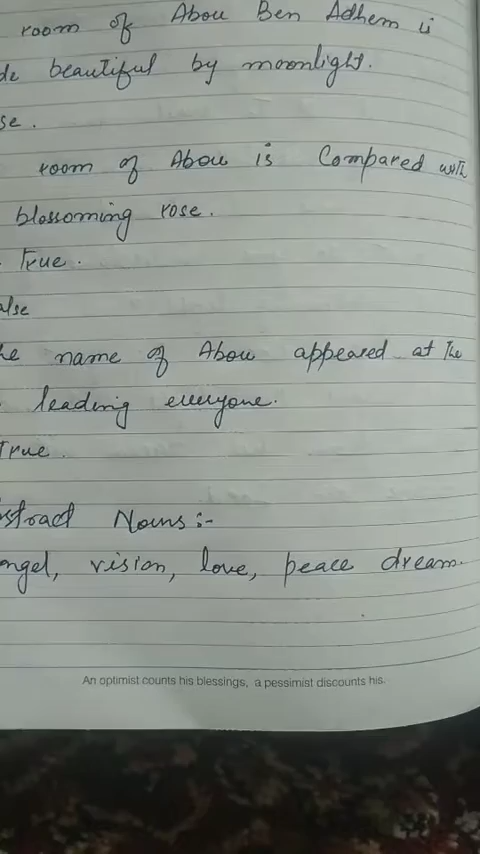 room of Abou Ben Adhem is
de beautiful by moonlight.
se.
room of Abou is Compared with
blossoming rose.
True.
alse
he name of Abou appeared at the
leading everyone.
True.
stract Nouns :-
ngel, vision, love, peace dream.
An optimist counts his blessings, a pessimist discounts his.